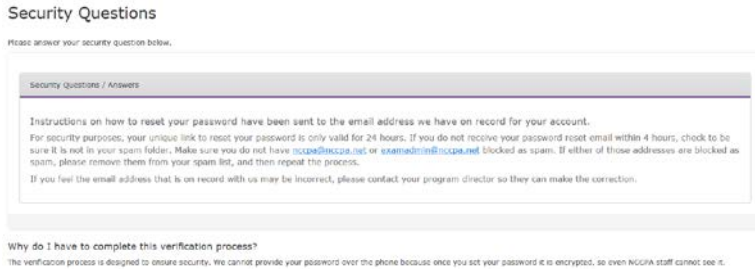 Security Questions
Please answer your security question below.
Security Questions / Answers
Instructions on how to reset your password have been sent to the email address we have on record for your account.
For security purposes, your unique link to reset your password is only valid for 24 hours. If you do not receive your password reset email within 4 hours, check to be
sure it is not in your spam folder. Make sure you do not have nccpa@nccpa.net or examadmin@nccpa.net blocked as spam. If either of those addresses are blocked as
spam, please remove them from your spam list, and then repeat the process.
If you feel the email address that is on record with us may be incorrect, please contact your program director so they can make the correction.
Why do I have to complete this verification process?
The verification process is designed to ensure security. We cannot provide your password over the phone because once you set your password it is encrypted, so even NCCPA staff cannot see it.